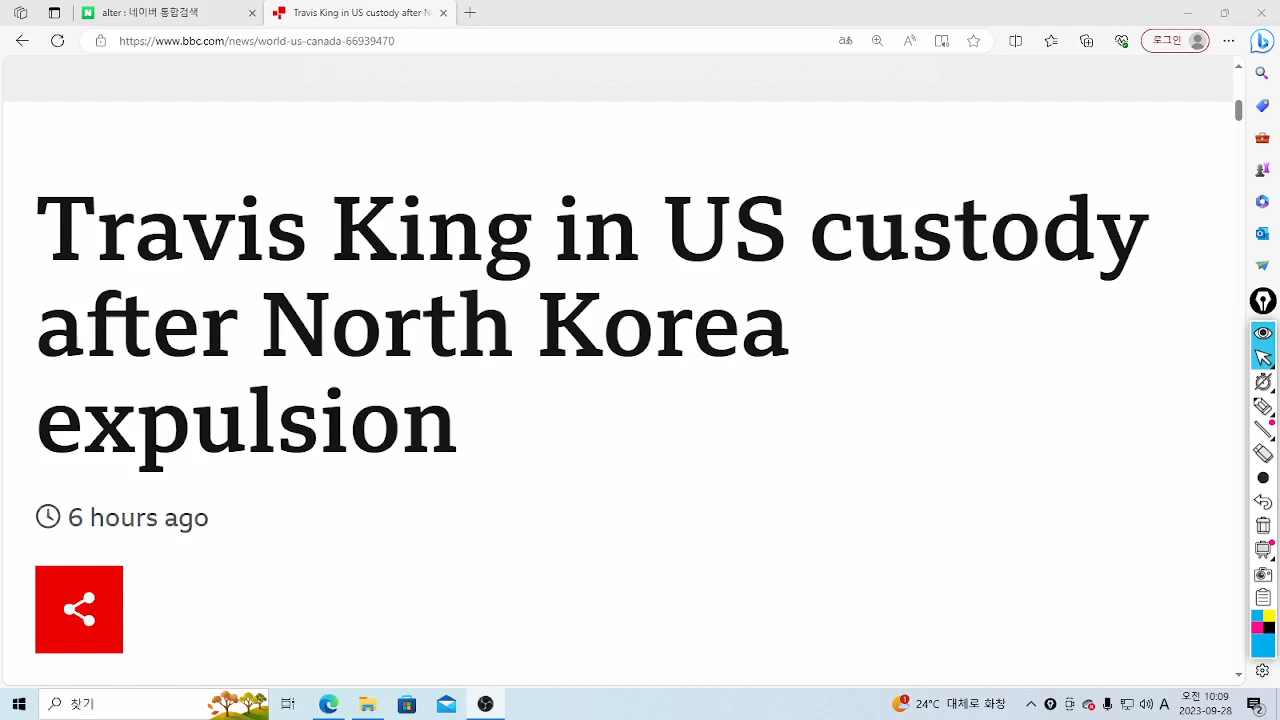 alter : 네이버 통합검색
Travis King in US custody after N
https://www.bbc.com/news/world-us-canada-66939470
로그인
Travis King in US custody
after North Korea
expulsion
6 hours ago
찾기
24°C 대체로 화창
A
오전 10:09
2023-09-28
2